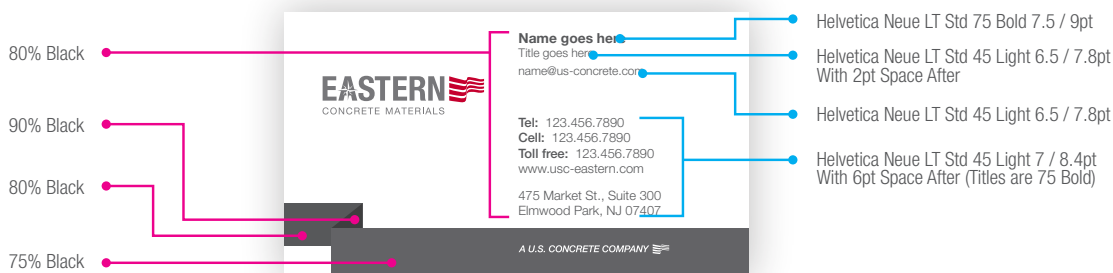 80% Black
90% Black
80% Black
75% Black
EASTERN
CONCRETE MATERIALS
Name goes here
Title goes here
name@us-concrete.com
Tel: 123.456.7890
Cell: 123.456.7890
Toll free: 123.456.7890
www.usc-eastern.com
475 Market St., Suite 300
Elmwood Park, NJ 07407
A U.S. CONCRETE COMPANY
Helvetica Neue LT Std 75 Bold 7.5 / 9pt
Helvetica Neue LT Std 45 Light 6.5 / 7.8pt
With 2pt Space After
Helvetica Neue LT Std 45 Light 6.5 / 7.8pt
Helvetica Neue LT Std 45 Light 7 / 8.4pt
With 6pt Space After (Titles are 75 Bold)